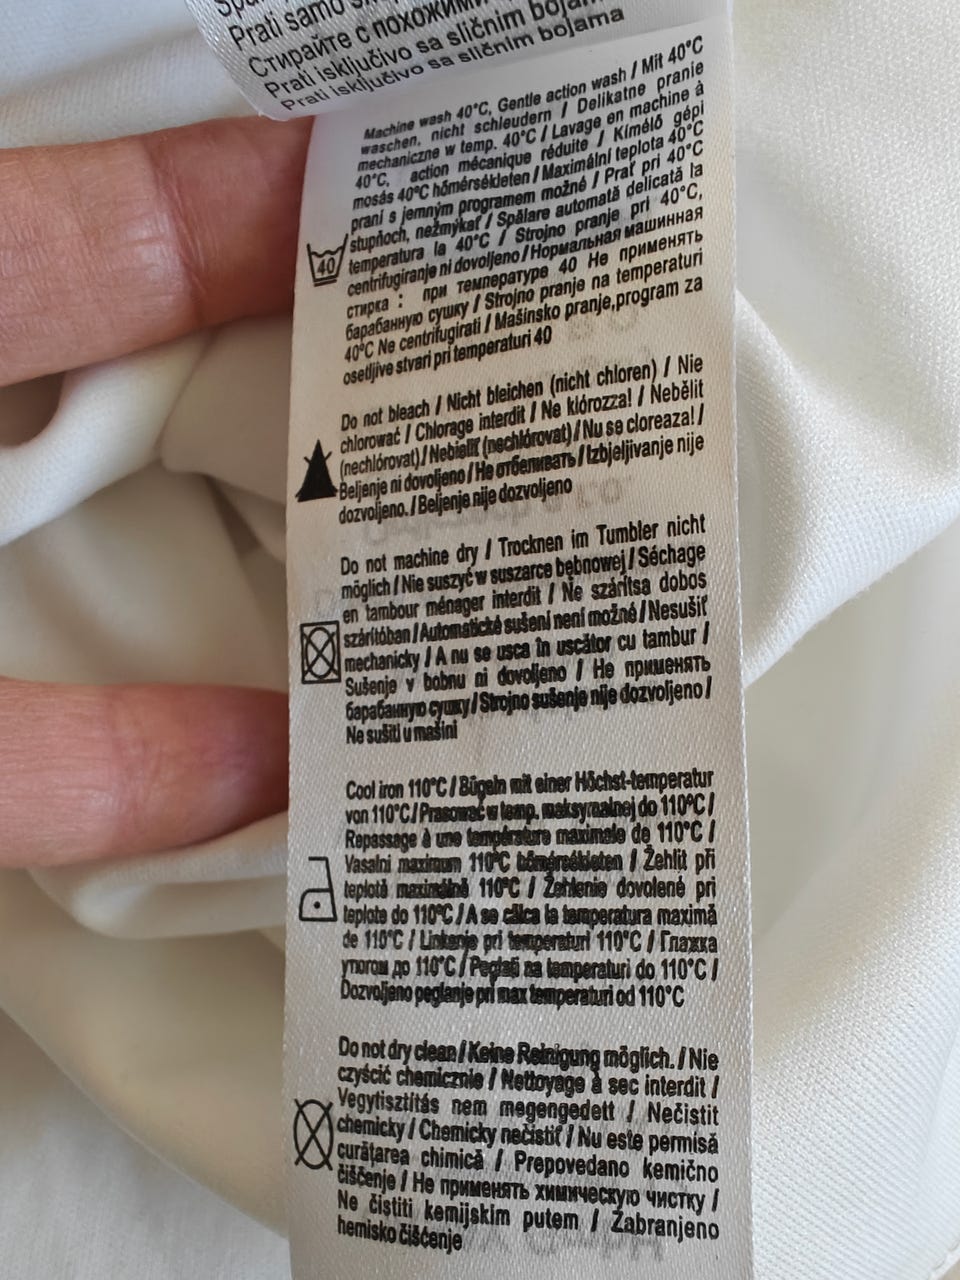 Prati samo
Стирайте с похожими
Prati isključivo sa sličnim bojama
Prati isključivo sa sličnim bojama
Machine wash 40°C, Gentle action wash / Mit 40°C
waschen, nicht schleudern / Delikatne pranie
mechaniczne w temp. 40°C / Lavage en machine à
40°C, action mécanique réduite / Kímélő gépi
mosás 40°C hőmérsékleten / Maximální teplota 40°C
praní s jemným programem možné / Prať pri 40°C
stupňoch, nežmýkať / Spălare automată delicată la
temperatura la 40°C / Strojno pranje pri 40°C,
centrifugiranje ni dovoljeno / Нормальная машинная
стирка : при температуре 40 Не применять
барабанную сушку / Strojno pranje na temperaturi
40°C Ne centrifugirati / Mašinsko pranje,program za
osetljive stvari pri temperaturi 40
40
Do not bleach / Nicht bleichen (nicht chloren) / Nie
chlorować / Chlorage interdit / Ne klórozza! / Nebělit
(nechlórovat) / Nebieliť (nechlórovat) / Nu se cloreaza! /
Beljenje ni dovoljeno / Не отбеливать / Izbjeljivanje nije
dozvoljeno. / Beljenje nije dozvoljeno
Do not machine dry / Trocknen im Tumbler nicht
möglich / Nie suszyć w suszarce bębnowej / Séchage
en tambour ménager interdit / Ne szárítsa dobos
szárítóban / Automatické sušení není možné / Nesušiť
mechanicky / A nu se usca în uscător cu tambur /
Sušenje v bobnu ni dovoljeno / Не применять
барабанную сушку / Strojno sušenje nije dozvoljeno /
Ne sušiti u mašini
Cool iron 110°C / Bügeln mit einer Höchst-temperatur
von 110°C / Prasować w temp. maksymalnej do 110°C /
Repassage à une température maximale de 110°C /
Vasalni maximum 110°C hőmérsékleten / Žehlit při
teplotě maximálně 110°C / Žehlenie dovolené pri
teplote do 110°C / A se călca la temperatura maximă
de 110°C / Linkanje pri temperaturi 110°C / Глажка
утюгом до 110°C / Peglati na temperaturi do 110°C /
Dozvoljeno peglanje pri max temperaturi od 110°C
Do not dry clean / Keine Reinigung möglich. / Nie
czyścić chemicznie / Nettoyage à sec interdit /
Vegytisztítás nem megengedett / Nečistit
chemicky / Chemicky nečistiť / Nu este permisă
curățarea chimică / Prepovedano kemično
čiščenje / Не применять химическую чистку /
Ne čistiti kemijskim putem / Zabranjeno
hemisko čišćenje